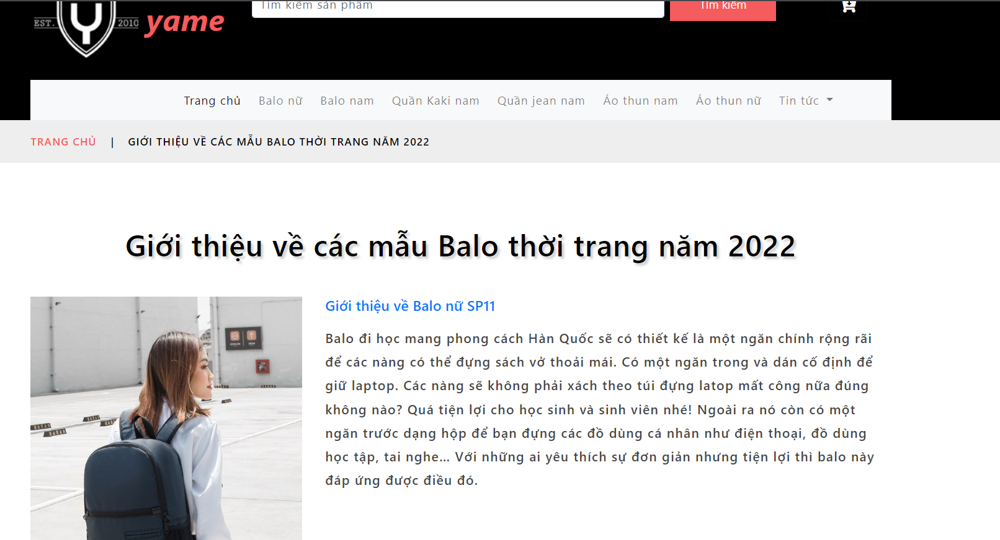 Tìm kiếm sản phẩm
Tìm kiếm
EST. 2010
yame
Trang chủ Balo nữ Balo nam Quần Kaki nam Quần jean nam Áo thun nam Áo thun nữ Tin tức
TRANG CHỦ | GIỚI THIỆU VỀ CÁC MẪU BALO THỜI TRANG NĂM 2022
Giới thiệu về các mẫu Balo thời trang năm 2022
Giới thiệu về Balo nữ SP11
Balo đi học mang phong cách Hàn Quốc sẽ có thiết kế là một ngăn chính rộng rãi
để các nàng có thể đựng sách vở thoải mái. Có một ngăn trong và dán cố định để
giữ laptop. Các nàng sẽ không phải xách theo túi đựng latop mất công nữa đúng
không nào? Quá tiện lợi cho học sinh và sinh viên nhé! Ngoài ra nó còn có một
ngăn trước dạng hộp để bạn đựng các đồ dùng cá nhân như điện thoại, đồ dùng
học tập, tai nghe... Với những ai yêu thích sự đơn giản nhưng tiện lợi thì balo này
đáp ứng được điều đó.